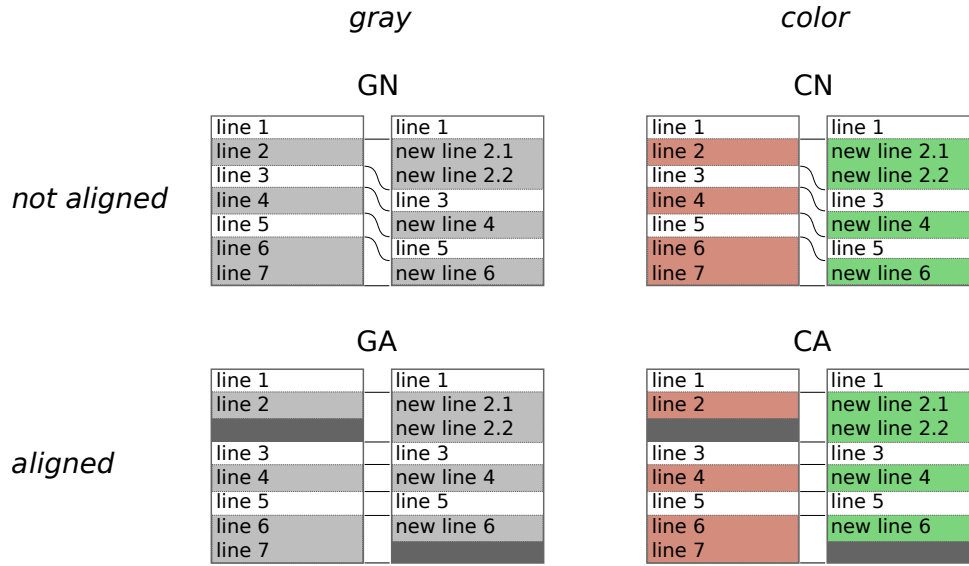 gray
color
GN
CN
not aligned
line 1
line 2
line 3
line 4
line 5
line 6
line 7
line 1
new line 2.1
new line 2.2
line 3
new line 4
line 5
new line 6
line 1
line 2
line 3
line 4
line 5
line 6
line 7
line 1
new line 2.1
new line 2.2
line 3
new line 4
line 5
new line 6
GA
CA
aligned
line 1
line 2
line 3
line 4
line 5
line 6
line 7
line 1
new line 2.1
new line 2.2
line 3
new line 4
line 5
new line 6
line 1
line 2
line 3
line 4
line 5
line 6
line 7
line 1
new line 2.1
new line 2.2
line 3
new line 4
line 5
new line 6